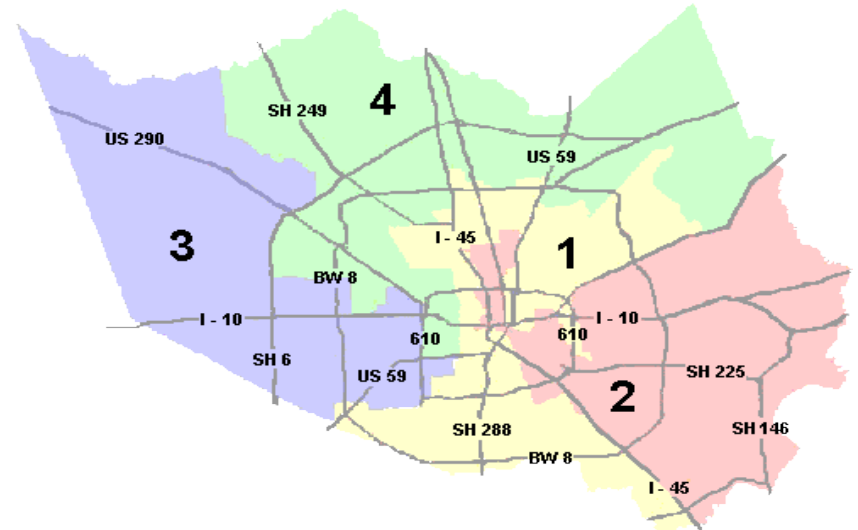 4
SH 249
US 290
US 59
I - 45
1
3
BW 8
I - 10
I - 10
610
610
SH 6
US 59
SH 225
2
SH 288
SH 146
BW 8
I - 45